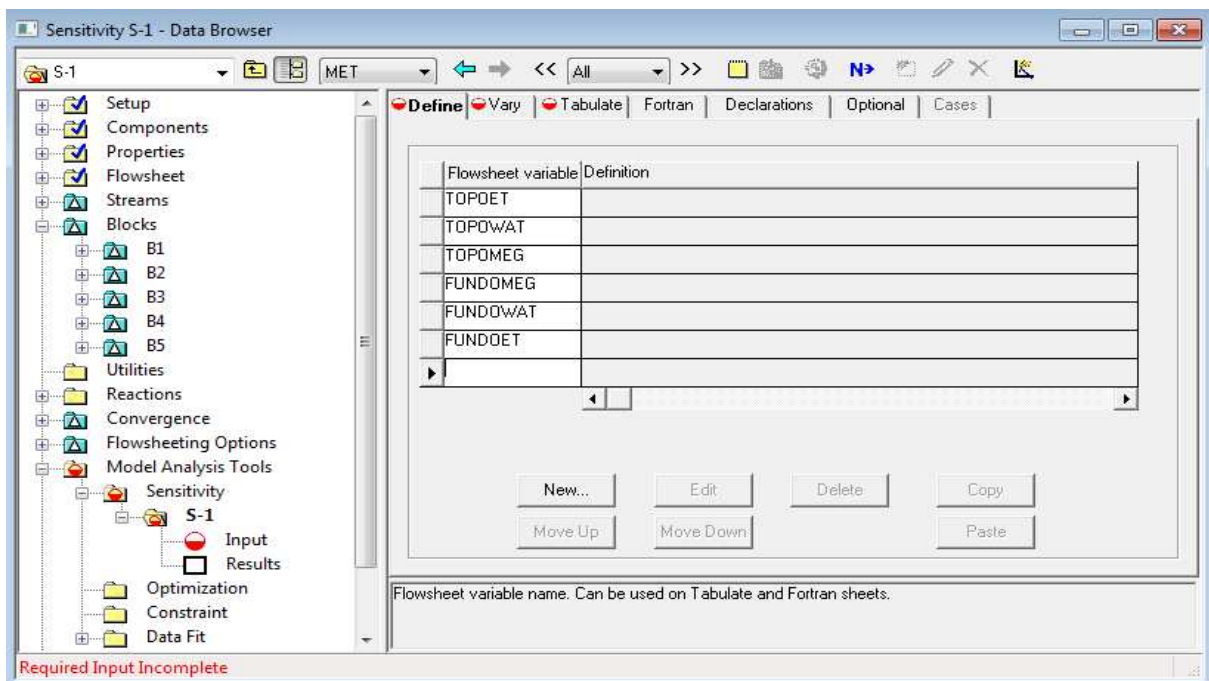 Sensitivity S-1 - Data Browser
S-1 MET << All >> N
Setup
Components
Properties
Flowsheet
Streams
Blocks
B1
B2
B3
B4
B5
Utilities
Reactions
Convergence
Flowsheeting Options
Model Analysis Tools
Sensitivity
S-1
Input
Results
Optimization
Constraint
Data Fit
Define Vary Tabulate Fortran Declarations Optional Cases
Flowsheet variable Definition
TOPOET
TOPOWAT
TOPOMEG
FUNDOMEG
FUNDOWAT
FUNDOET
New... Edit Delete Copy
Move Up Move Down Paste
Flowsheet variable name. Can be used on Tabulate and Fortran sheets.
Required Input Incomplete